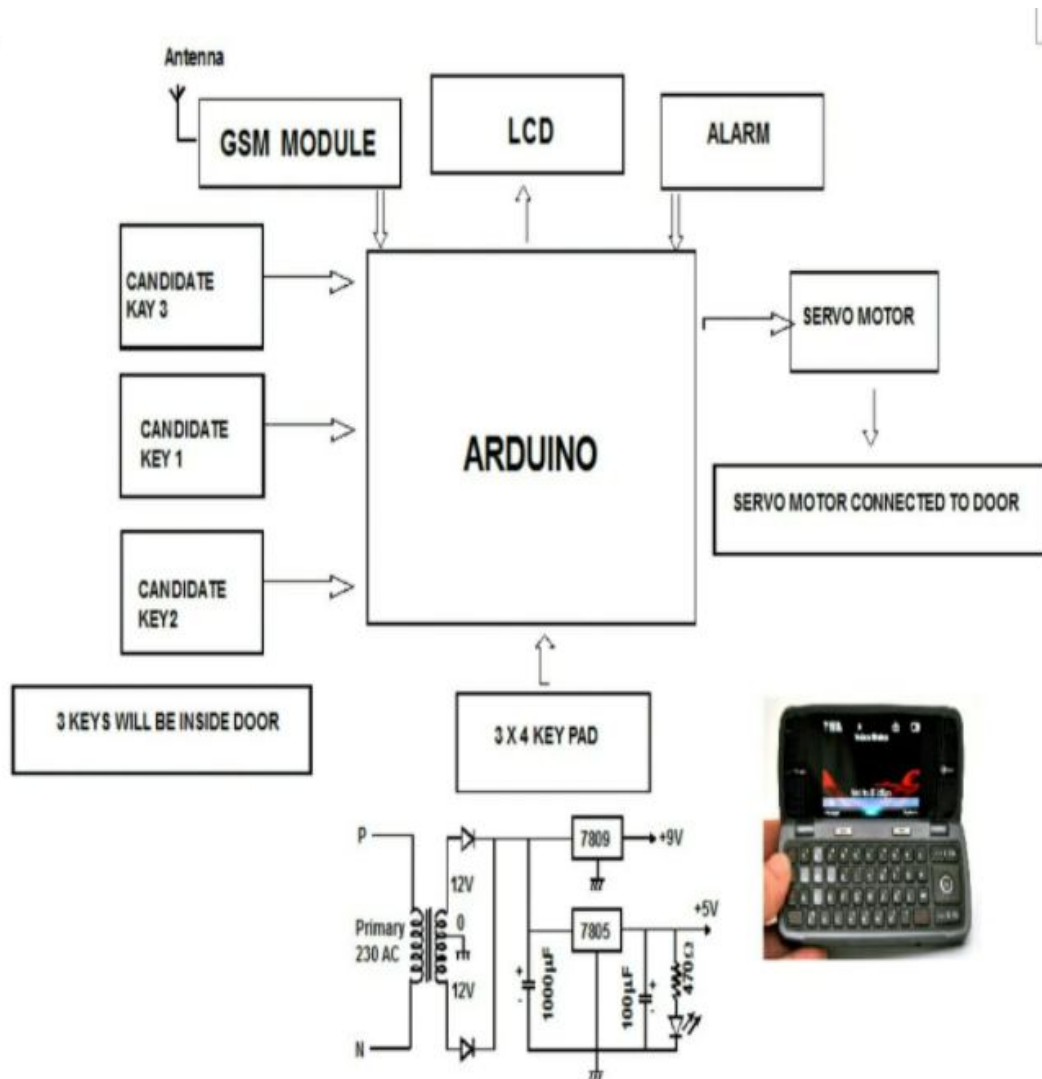 Antenna
GSM MODULE
LCD
ALARM
CANDIDATE
KAY 3
SERVO MOTOR
CANDIDATE
KEY 1
ARDUINO
SERVO MOTOR CONNECTED TO DOOR
CANDIDATE
KEY2
3 KEYS WILL BE INSIDE DOOR
3 X 4 KEY PAD
P
7809
+9V
12V
Primary
230 AC
0
7805
+5V
12V
+
1000µF
-
100µF
+
-
470Ω
N